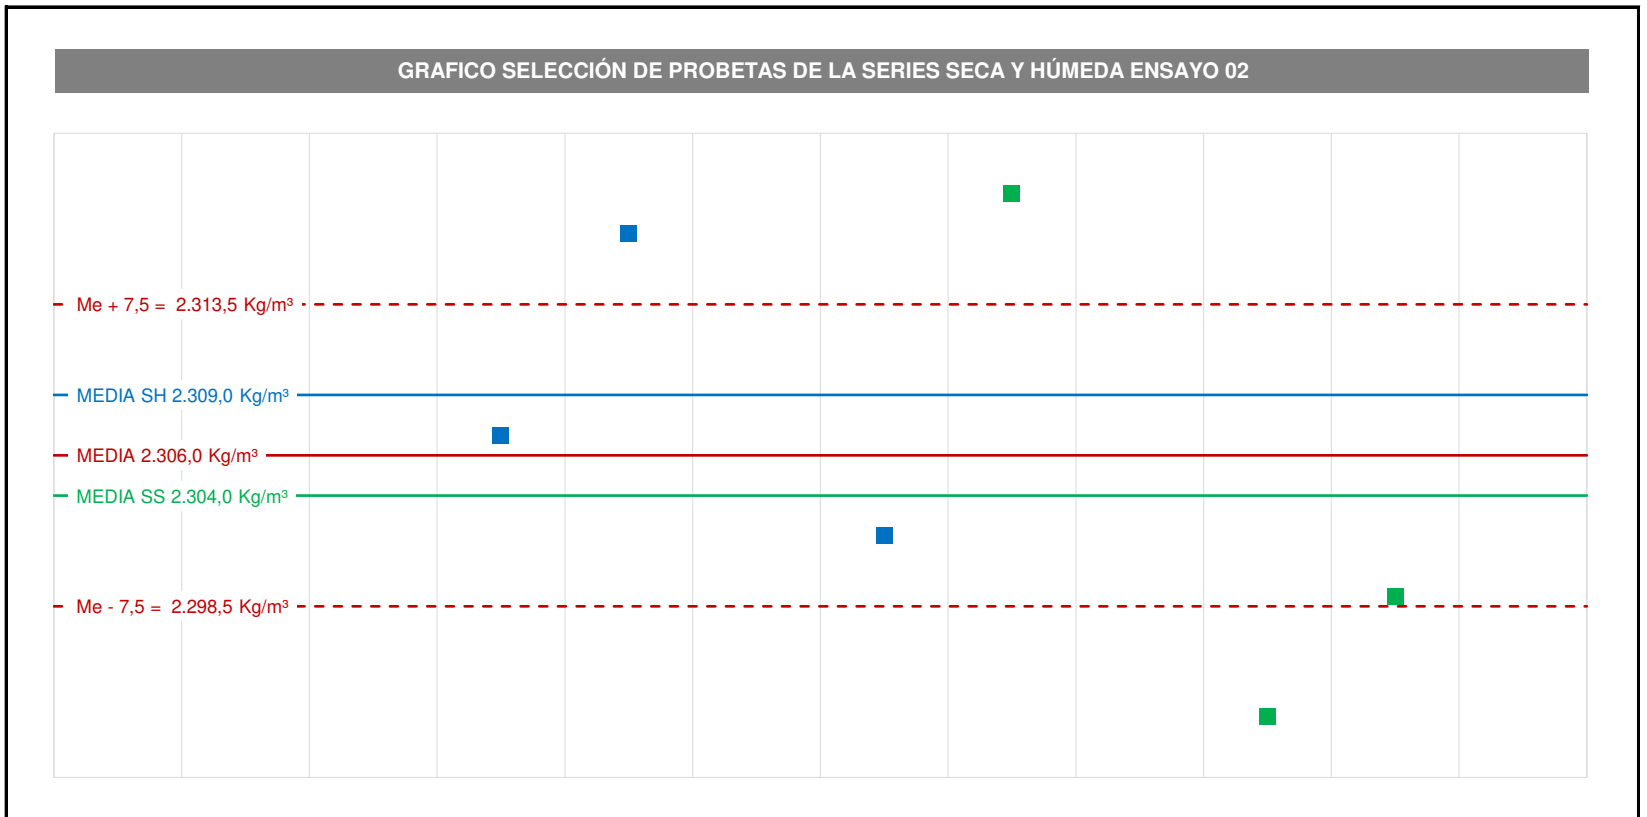 GRAFICO SELECCIÓN DE PROBETAS DE LA SERIES SECA Y HÚMEDA ENSAYO 02
Me + 7,5 = 2.313,5 Kg/m³
MEDIA SH 2.309,0 Kg/m³
MEDIA 2.306,0 Kg/m³
MEDIA SS 2.304,0 Kg/m³
Me - 7,5 = 2.298,5 Kg/m³